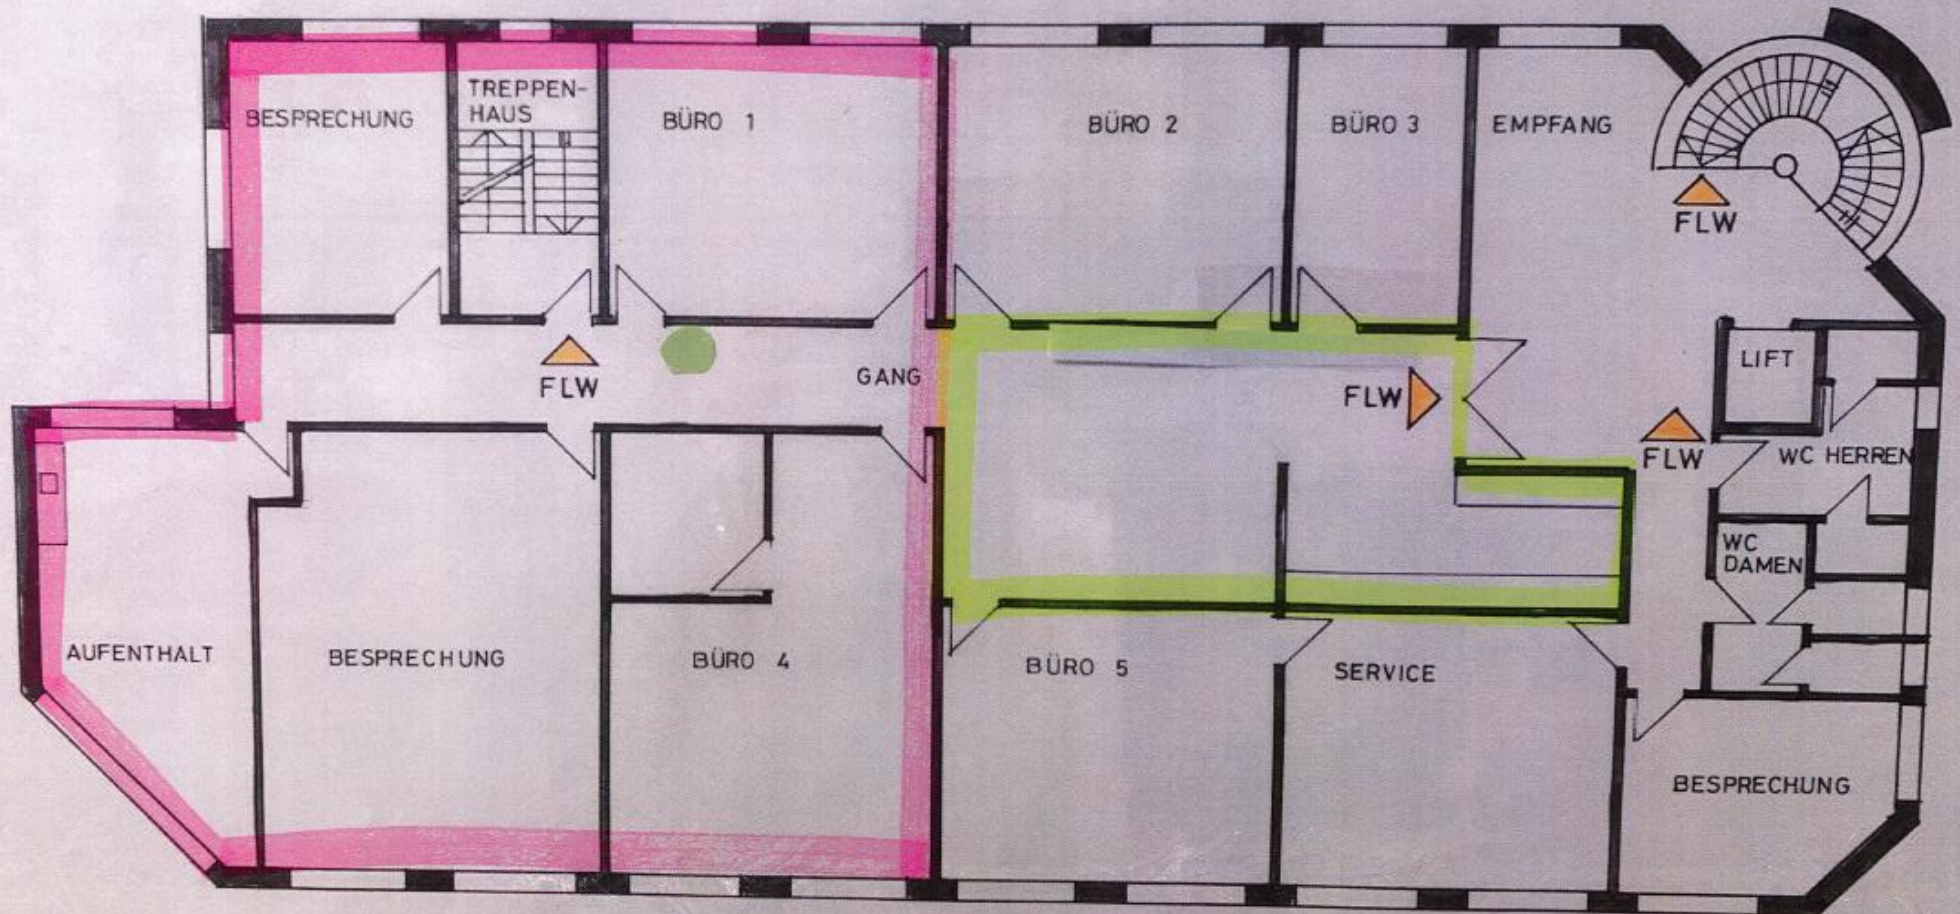 BESPRECHUNG
TREPPEN-
HAUS
BÜRO 1
BÜRO 2
BÜRO 3
EMPFANG
FLW
FLW
GANG
FLW
LIFT
FLW
WC HERREN
WC
DAMEN
AUFENTHALT
BESPRECHUNG
BÜRO 4
BÜRO 5
SERVICE
BESPRECHUNG